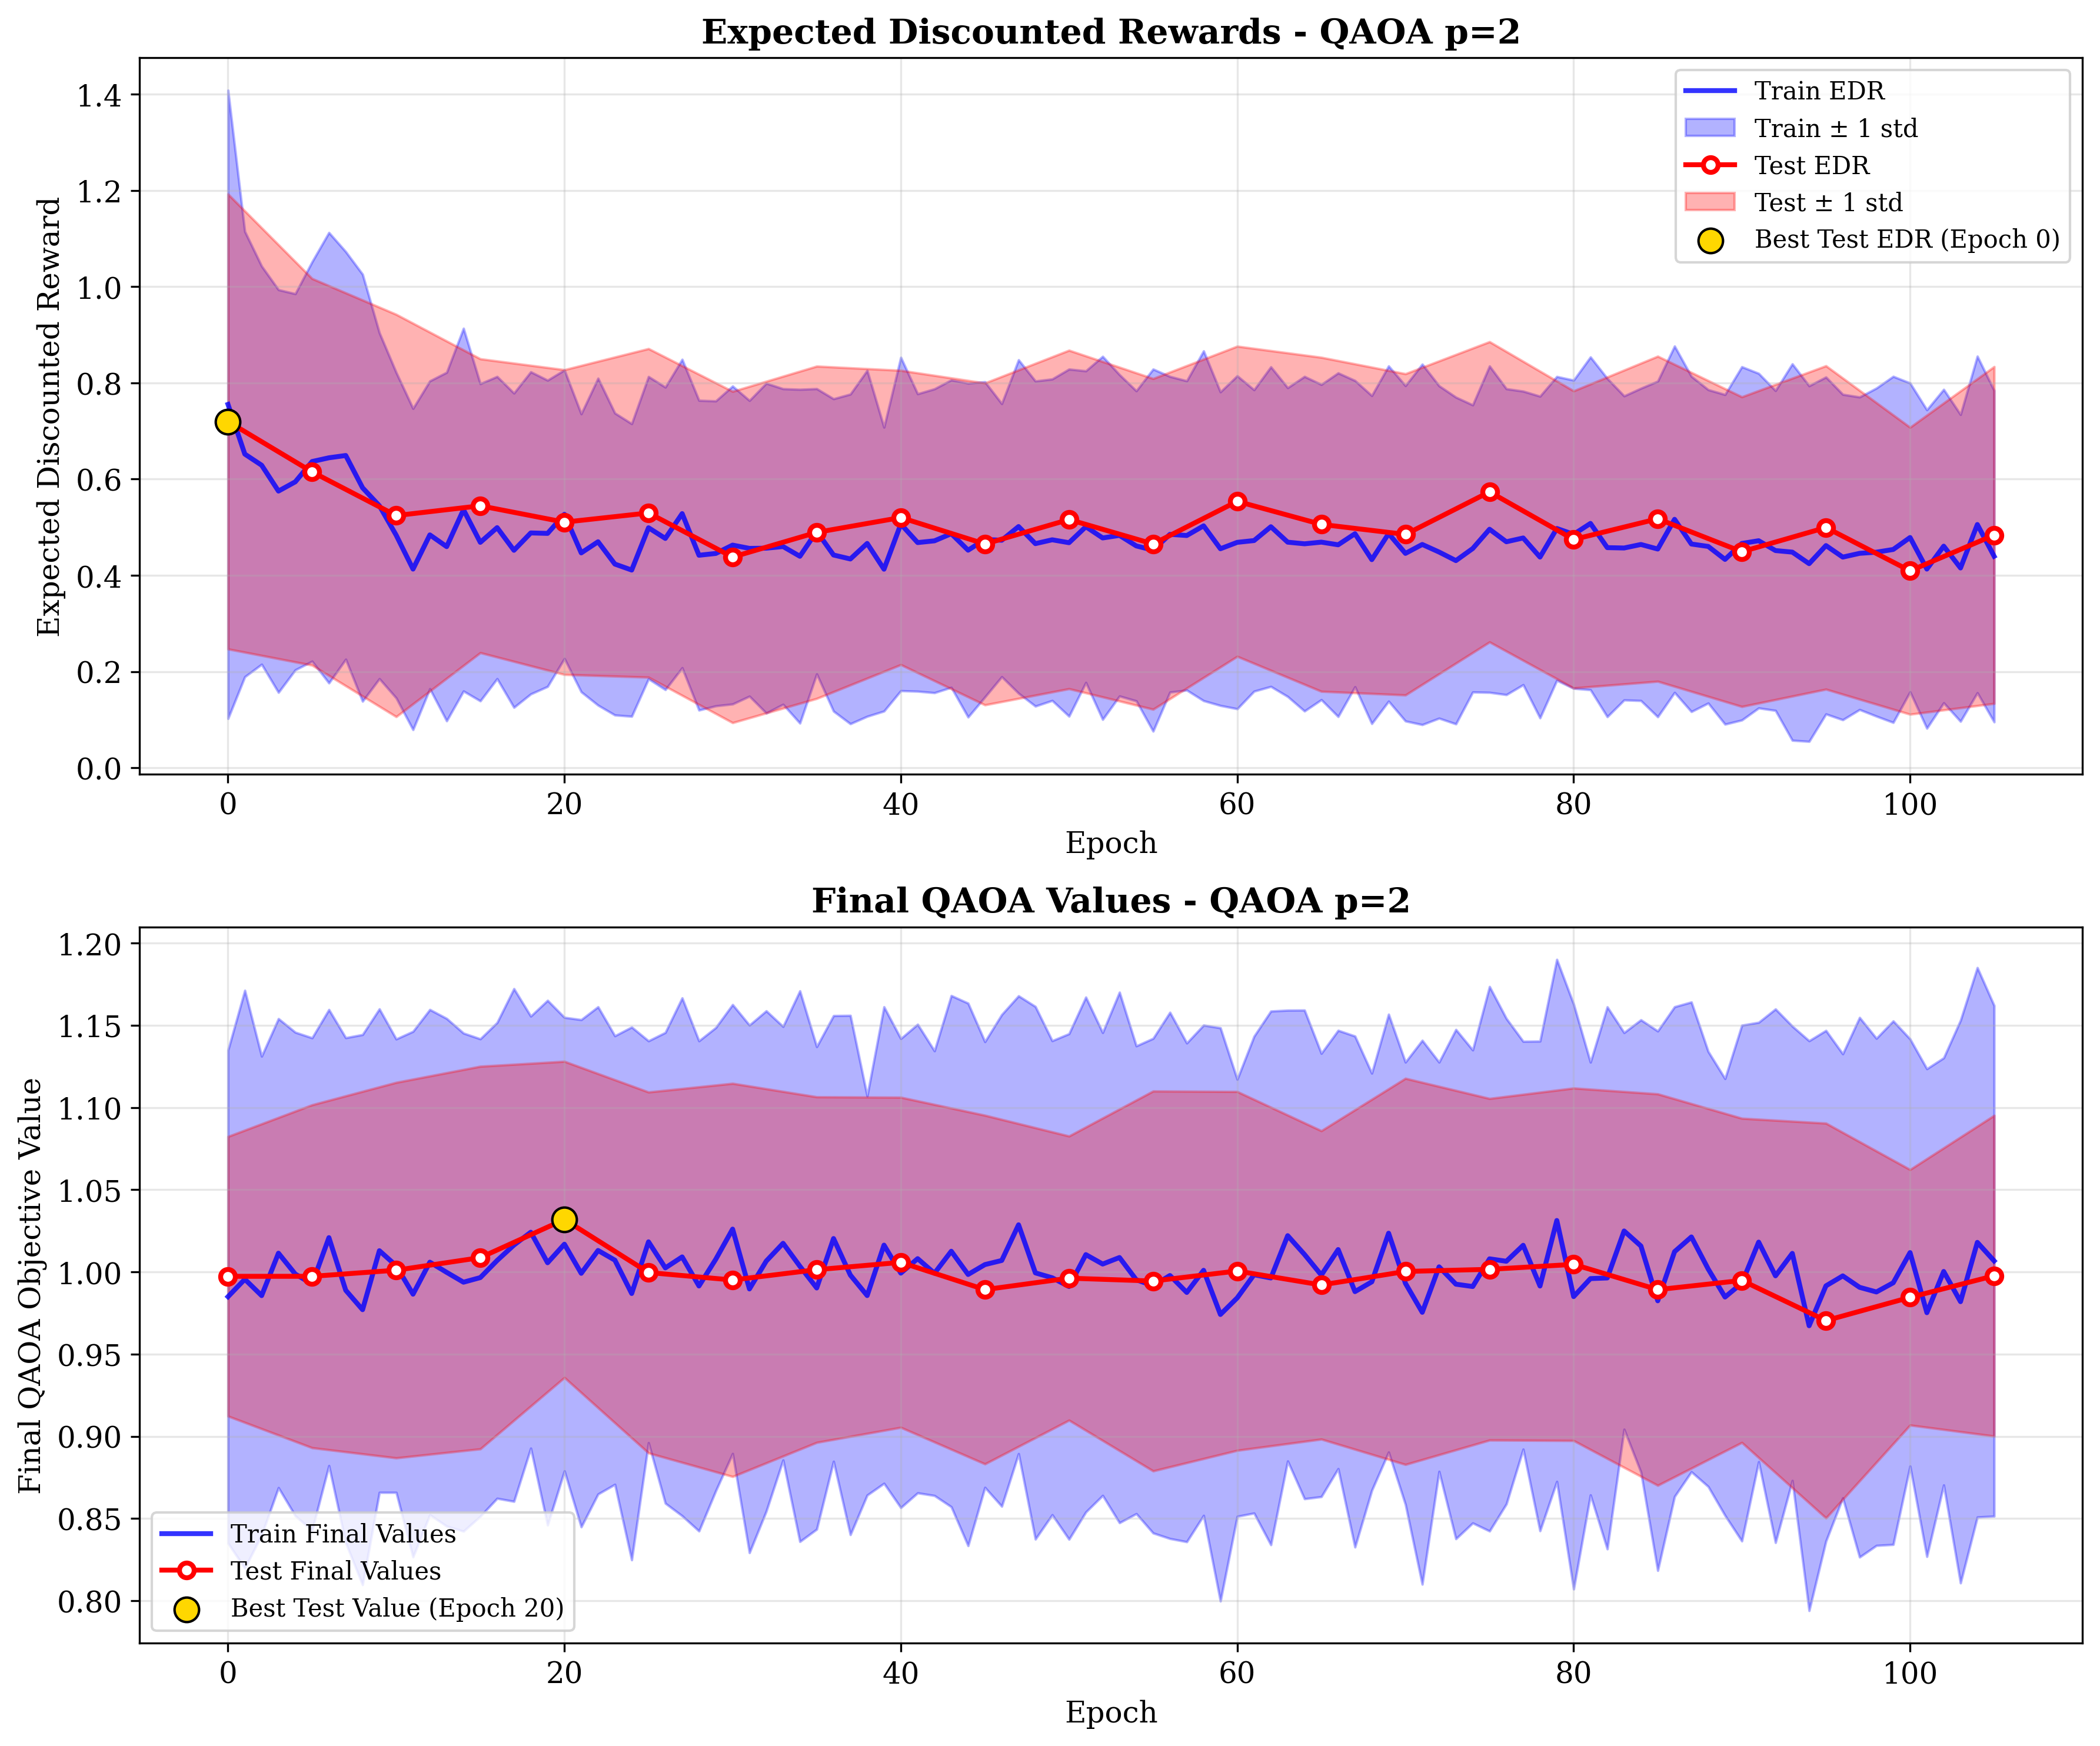 Expected Discounted Rewards - QAOA p=2
Expected Discounted Reward
1.4
1.2
1.0
0.8
0.6
0.4
0.2
0.0
Train EDR
Train ± 1 std
Test EDR
Test ± 1 std
Best Test EDR (Epoch 0)
0 20 40 60 80 100
Epoch
Final QAOA Values - QAOA p=2
Final QAOA Objective Value
1.20
1.15
1.10
1.05
1.00
0.95
0.90
0.85
0.80
Train Final Values
Test Final Values
Best Test Value (Epoch 20)
0 20 40 60 80 100
Epoch